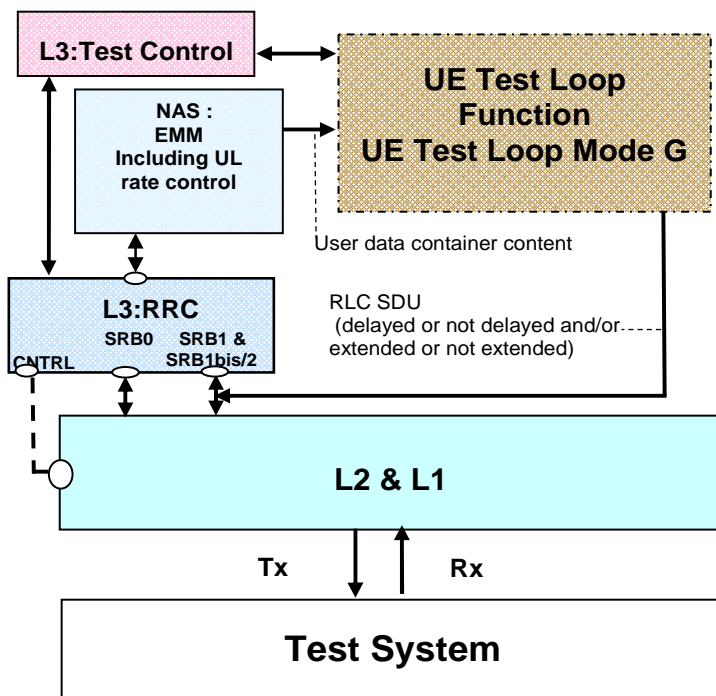 L3:Test Control
UE Test Loop
Function
UE Test Loop Mode G
NAS :
EMM
Including UL
rate control
User data container content
RLC SDU
(delayed or not delayed and/or
extended or not extended)
L3:RRC
SRB0
SRB1 &
SRB1bis/2
CNTRL
L2 & L1
Tx
Rx
Test System